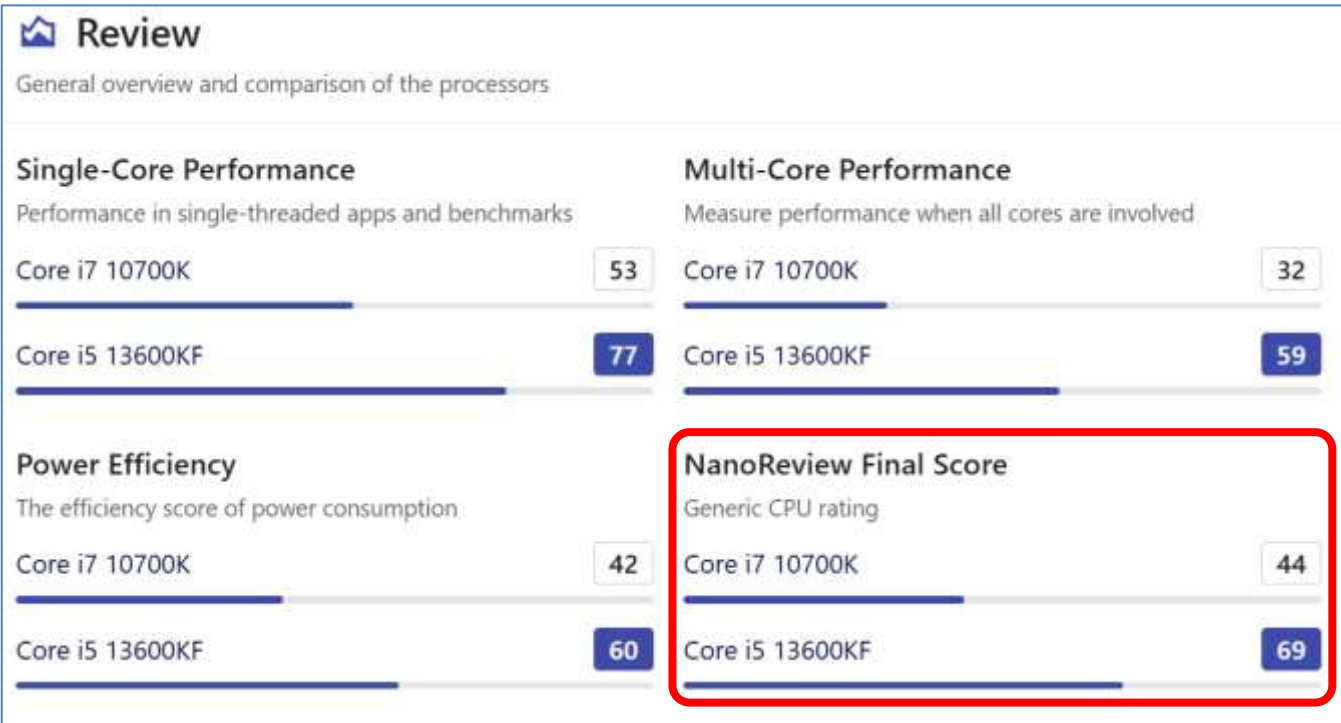 Review
General overview and comparison of the processors
Single-Core Performance
Performance in single-threaded apps and benchmarks
Core i7 10700K 53
Core i5 13600KF 77
Multi-Core Performance
Measure performance when all cores are involved
Core i7 10700K 32
Core i5 13600KF 59
Power Efficiency
The efficiency score of power consumption
Core i7 10700K 42
Core i5 13600KF 60
NanoReview Final Score
Generic CPU rating
Core i7 10700K 44
Core i5 13600KF 69